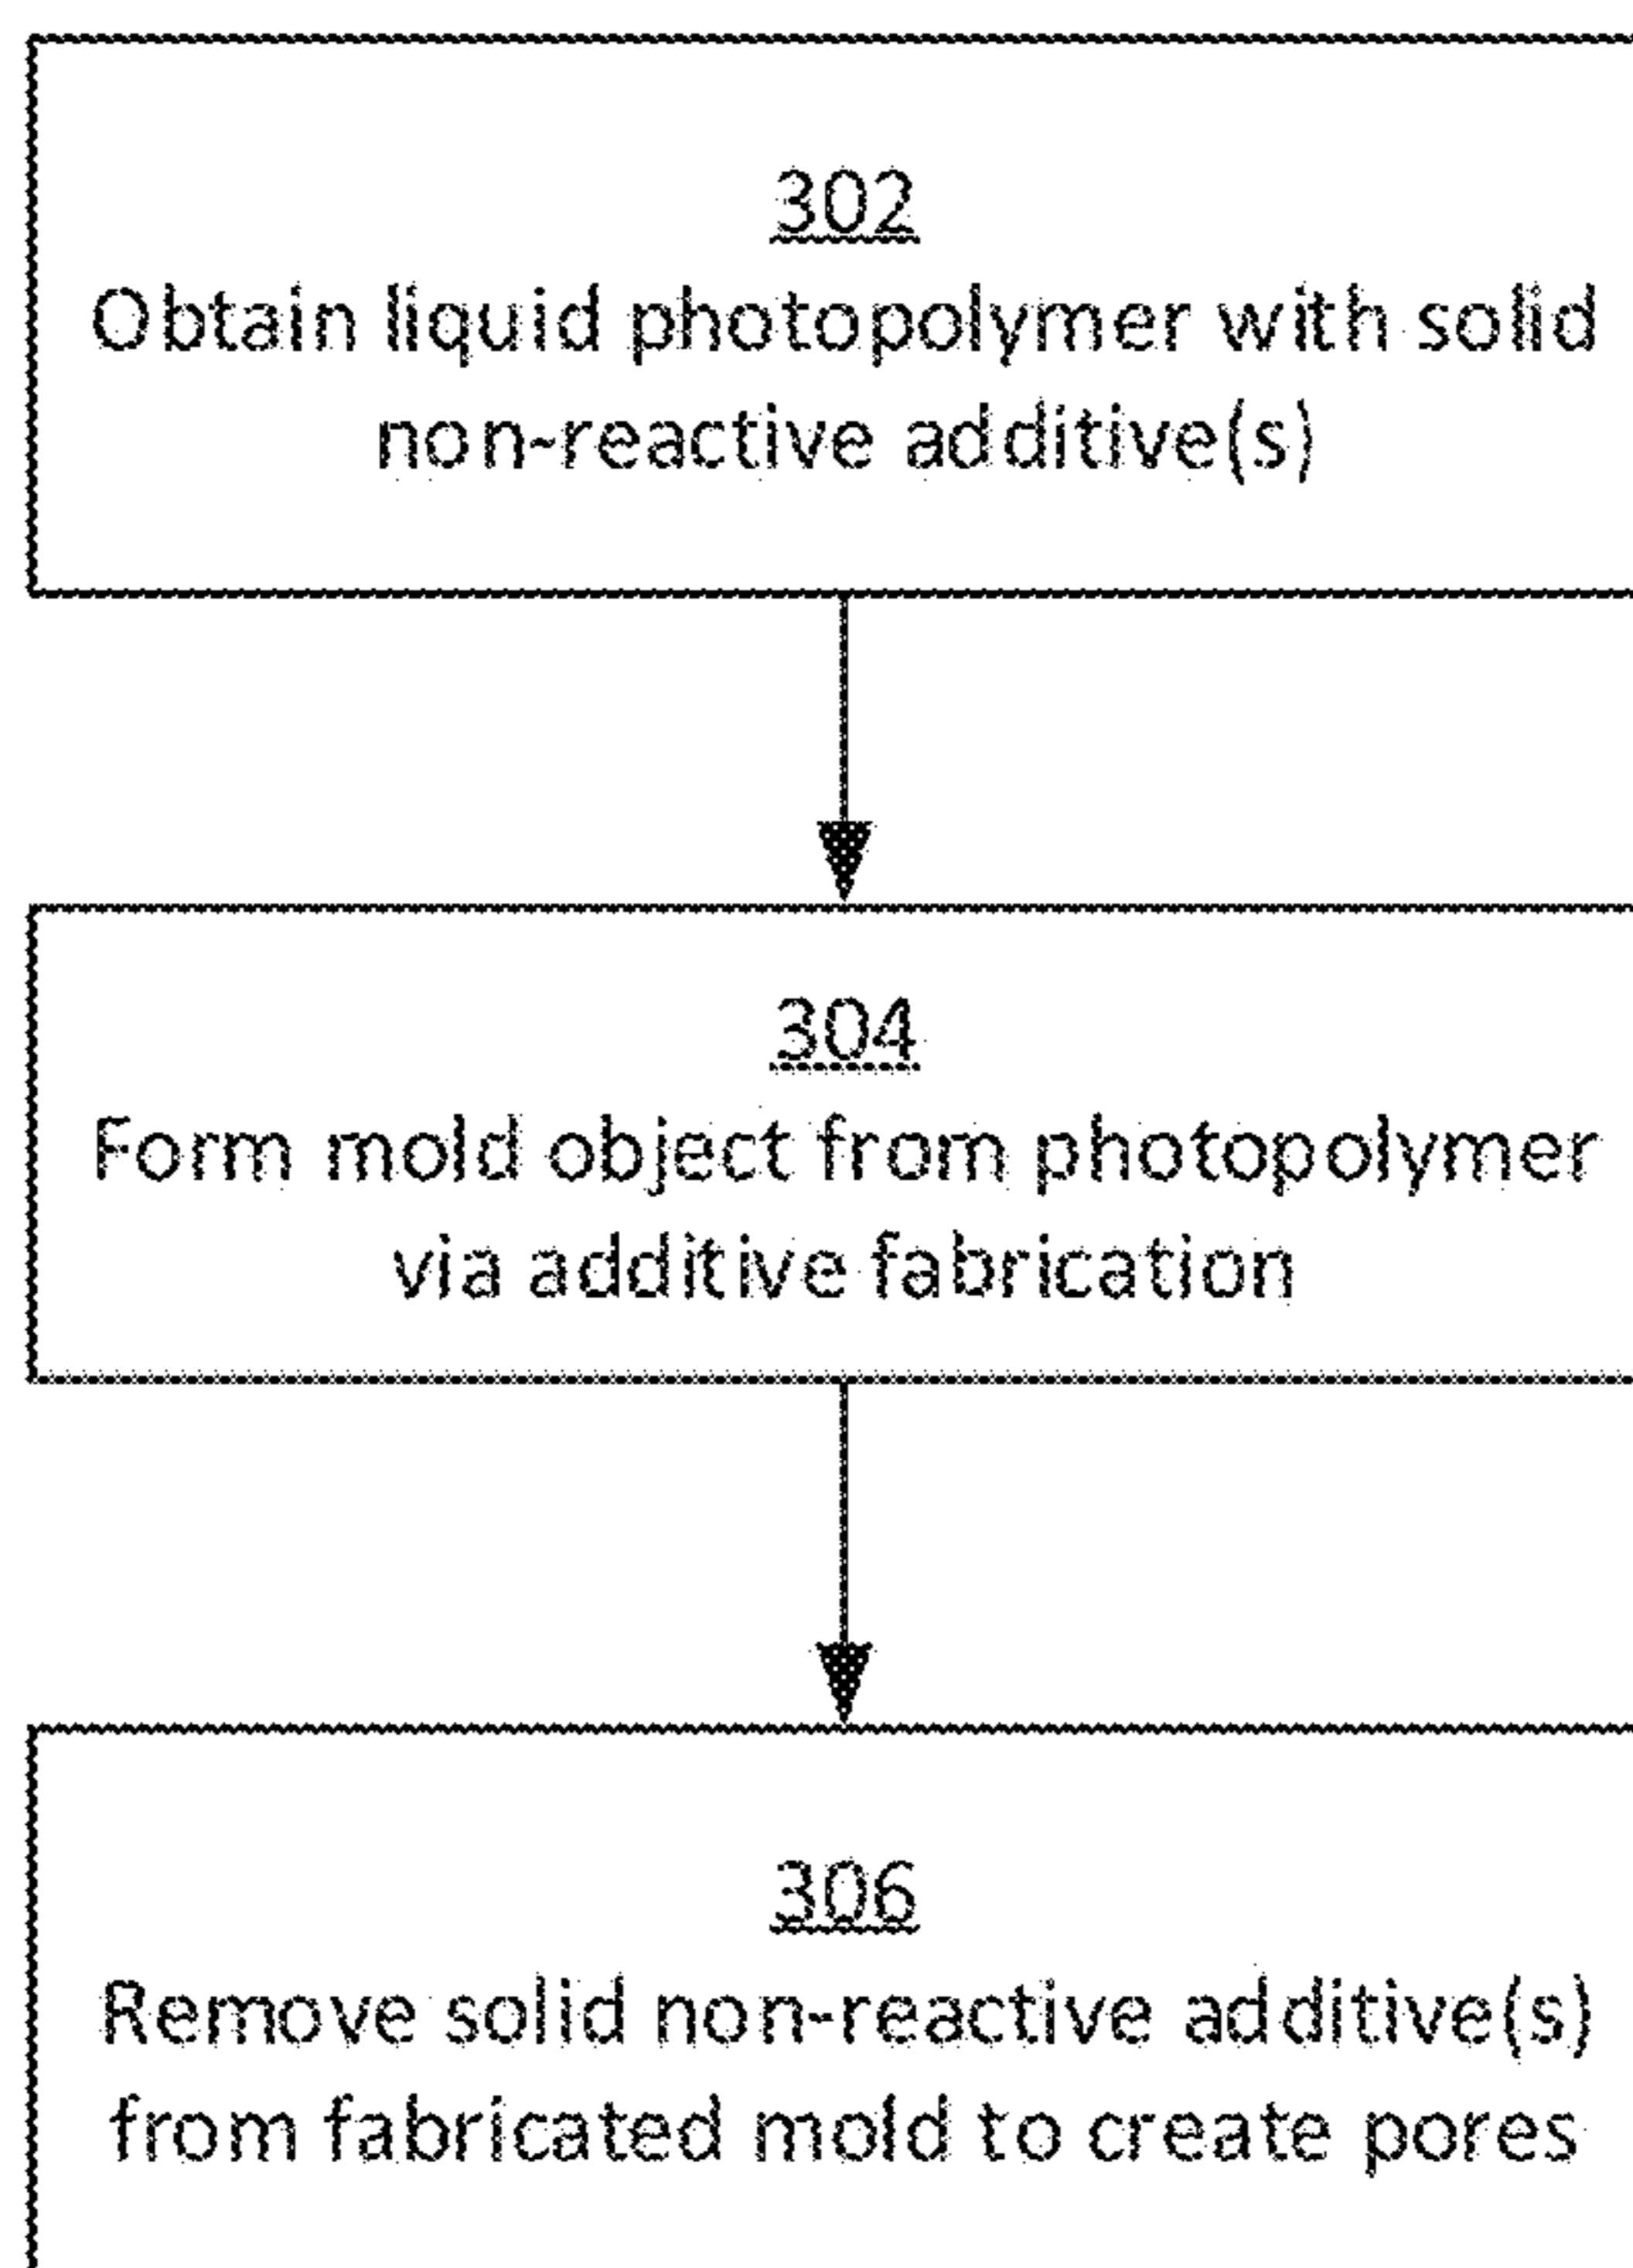 302
Obtain liquid photopolymer with solid
non-reactive additive(s)
304
Form mold object from photopolymer
via additive fabrication
306
Remove solid non-reactive additive(s)
from fabricated mold to create pores